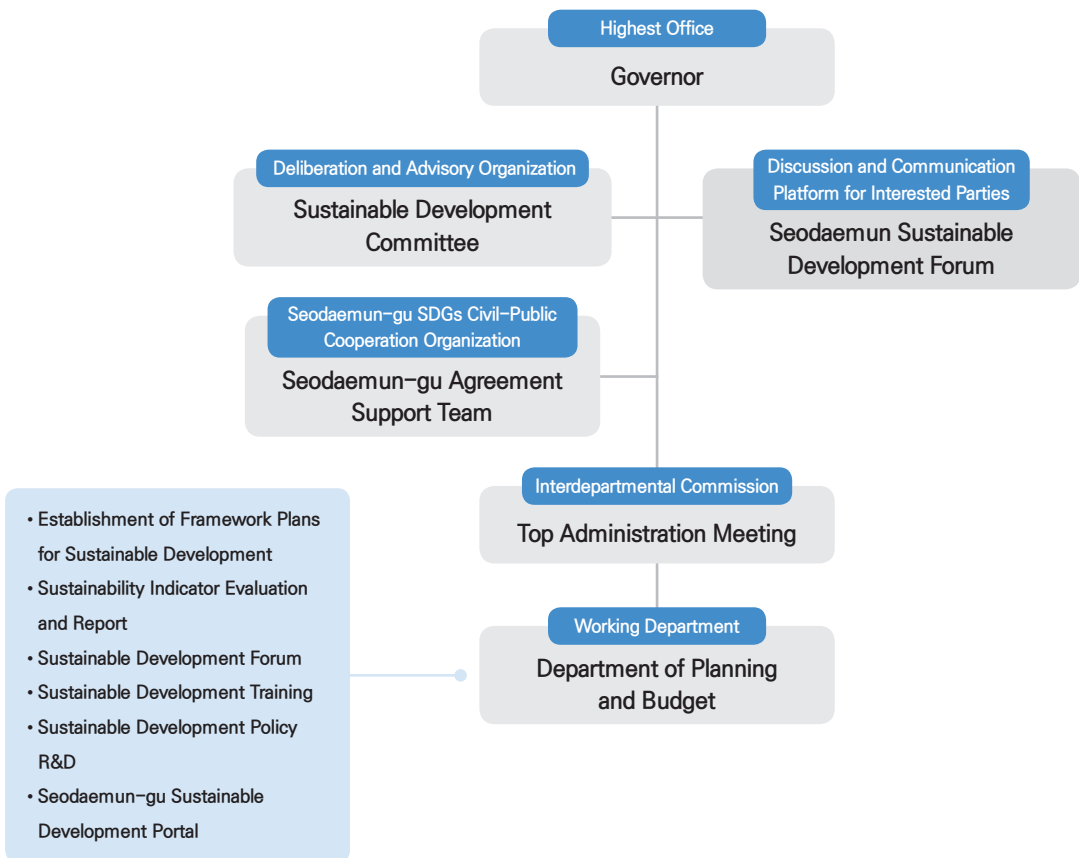 Highest Office
Governor
Deliberation and Advisory Organization
Sustainable Development
Committee
Discussion and Communication
Platform for Interested Parties
Seodaemun Sustainable
Development Forum
Seodaemun-gu SDGs Civil-Public
Cooperation Organization
Seodaemun-gu Agreement
Support Team
Interdepartmental Commission
Top Administration Meeting
Working Department
Department of Planning
and Budget
• Establishment of Framework Plans
for Sustainable Development
• Sustainability Indicator Evaluation
and Report
• Sustainable Development Forum
• Sustainable Development Training
• Sustainable Development Policy
R&D
• Seodaemun-gu Sustainable
Development Portal